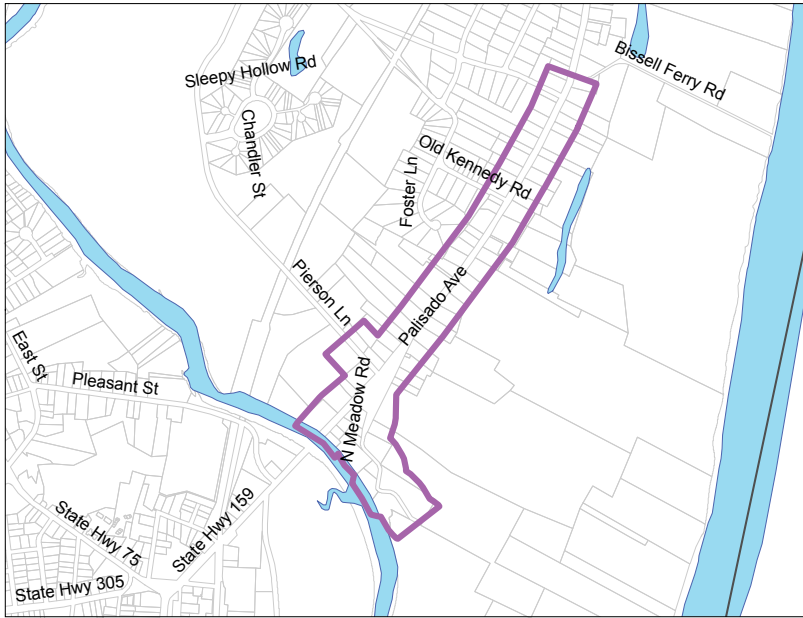 Bissell Ferry Rd
Sleepy Hollow Rd
Chandler St
Old Kennedy Rd
Foster Ln
Pierson Ln
Palisado Ave
East St
Pleasant St
N Meadow Rd
State Hwy 159
State Hwy 75
State Hwy 305